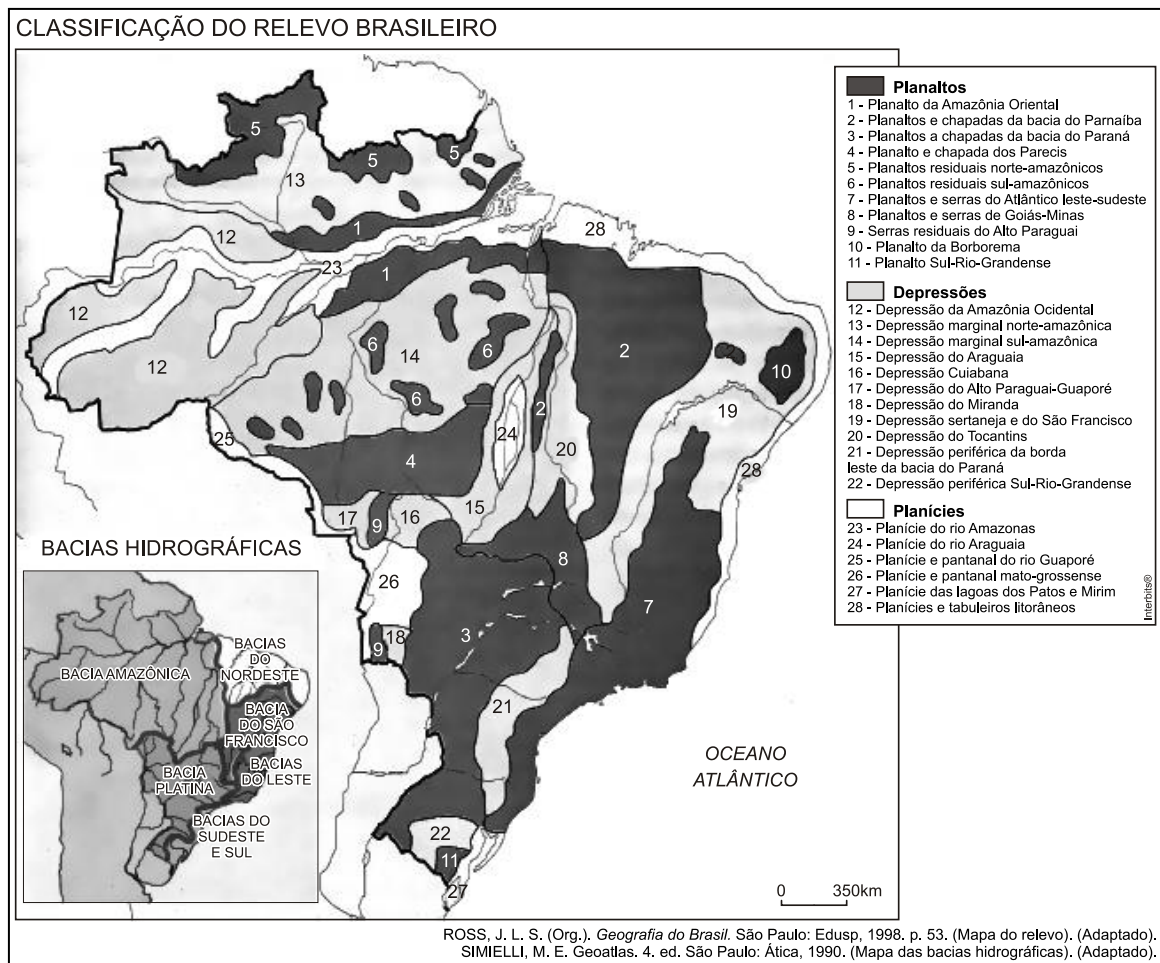 CLASSIFICAÇÃO DO RELEVO BRASILEIRO
Planaltos
1 - Planalto da Amazônia Oriental
2 - Planaltos e chapadas da bacia do Parnaíba
3 - Planaltos a chapadas da bacia do Paraná
4 - Planalto e chapada dos Parecis
5 - Planaltos residuais norte-amazônicos
6 - Planaltos residuais sul-amazônicos
7 - Planaltos e serras do Atlântico leste-sudeste
8 - Planaltos e serras de Goiás-Minas
9 - Serras residuais do Alto Paraguai
10 - Planalto da Borborema
11 - Planalto Sul-Rio-Grandense
Depressões
12 - Depressão da Amazônia Ocidental
13 - Depressão marginal norte-amazônica
14 - Depressão marginal sul-amazônica
15 - Depressão do Araguaia
16 - Depressão Cuiabana
17 - Depressão do Alto Paraguai-Guaporé
18 - Depressão do Miranda
19 - Depressão sertaneja e do São Francisco
20 - Depressão do Tocantins
21 - Depressão periférica da borda
leste da bacia do Paraná
22 - Depressão periférica Sul-Rio-Grandense
Planícies
23 - Planície do rio Amazonas
24 - Planície do rio Araguaia
25 - Planície e pantanal do rio Guaporé
26 - Planície e pantanal mato-grossense
27 - Planície das lagoas dos Patos e Mirim
28 - Planícies e tabuleiros litorâneos
Interbits®
5
5
5
13
1
12
28
23
1
12
12
6
14
6
2
10
6
2
19
25
24
4
20
28
15
17
9
16
8
26
7
3
18
9
21
22
11
27
OCEANO
ATLÂNTICO
0 350km
BACIAS HIDROGRÁFICAS
BACIA AMAZÔNICA
BACIAS
DO
NORDESTE
BACIA
DO SÃO
FRANCISCO
BACIA
PLATINA
BACIAS
DO LESTE
BACIAS DO
SUDESTE
E SUL
ROSS, J. L. S. (Org.). Geografia do Brasil. São Paulo: Edusp, 1998. p. 53. (Mapa do relevo). (Adaptado).
SIMIELLI, M. E. Geoatlas. 4. ed. São Paulo: Ática, 1990. (Mapa das bacias hidrográficas). (Adaptado).